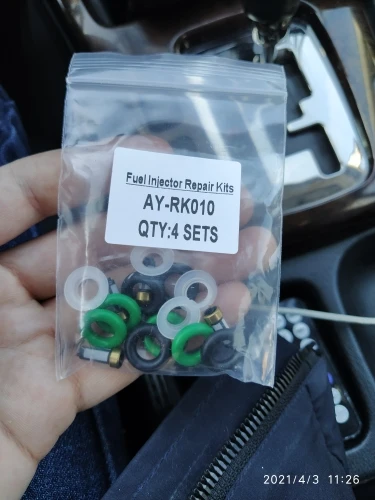 Fuel Injector Repair Kits
AY-RK010
QTY:4 SETS
2021/4/3 11:26